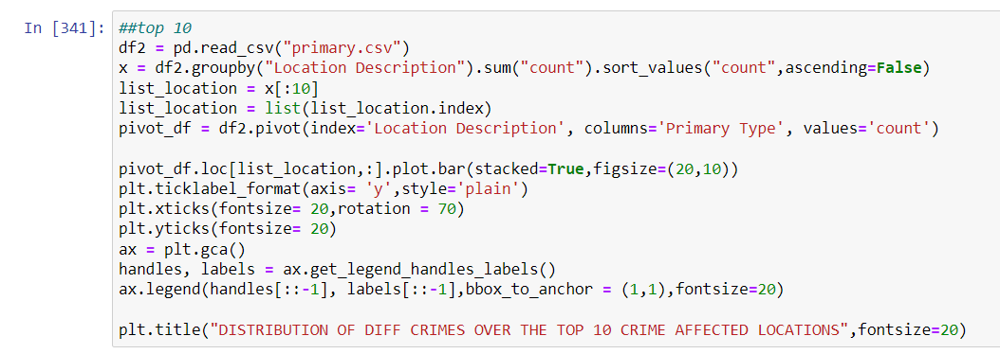 In [341]: ##top 10
df2 = pd.read_csv("primary.csv")
x = df2.groupby("Location Description").sum("count").sort_values("count",ascending=False)
list_location = x[:10]
list_location = list(list_location.index)
pivot_df = df2.pivot(index='Location Description', columns='Primary Type', values='count')
pivot_df.loc[list_location,:].plot.bar(stacked=True,figsize=(20,10))
plt.ticklabel_format(axis= 'y',style='plain')
plt.xticks(fontsize= 20,rotation = 70)
plt.yticks(fontsize= 20)
ax = plt.gca()
handles, labels = ax.get_legend_handles_labels()
ax.legend(handles[::-1], labels[::-1],bbox_to_anchor = (1,1),fontsize=20)
plt.title("DISTRIBUTION OF DIFF CRIMES OVER THE TOP 10 CRIME AFFECTED LOCATIONS",fontsize=20)